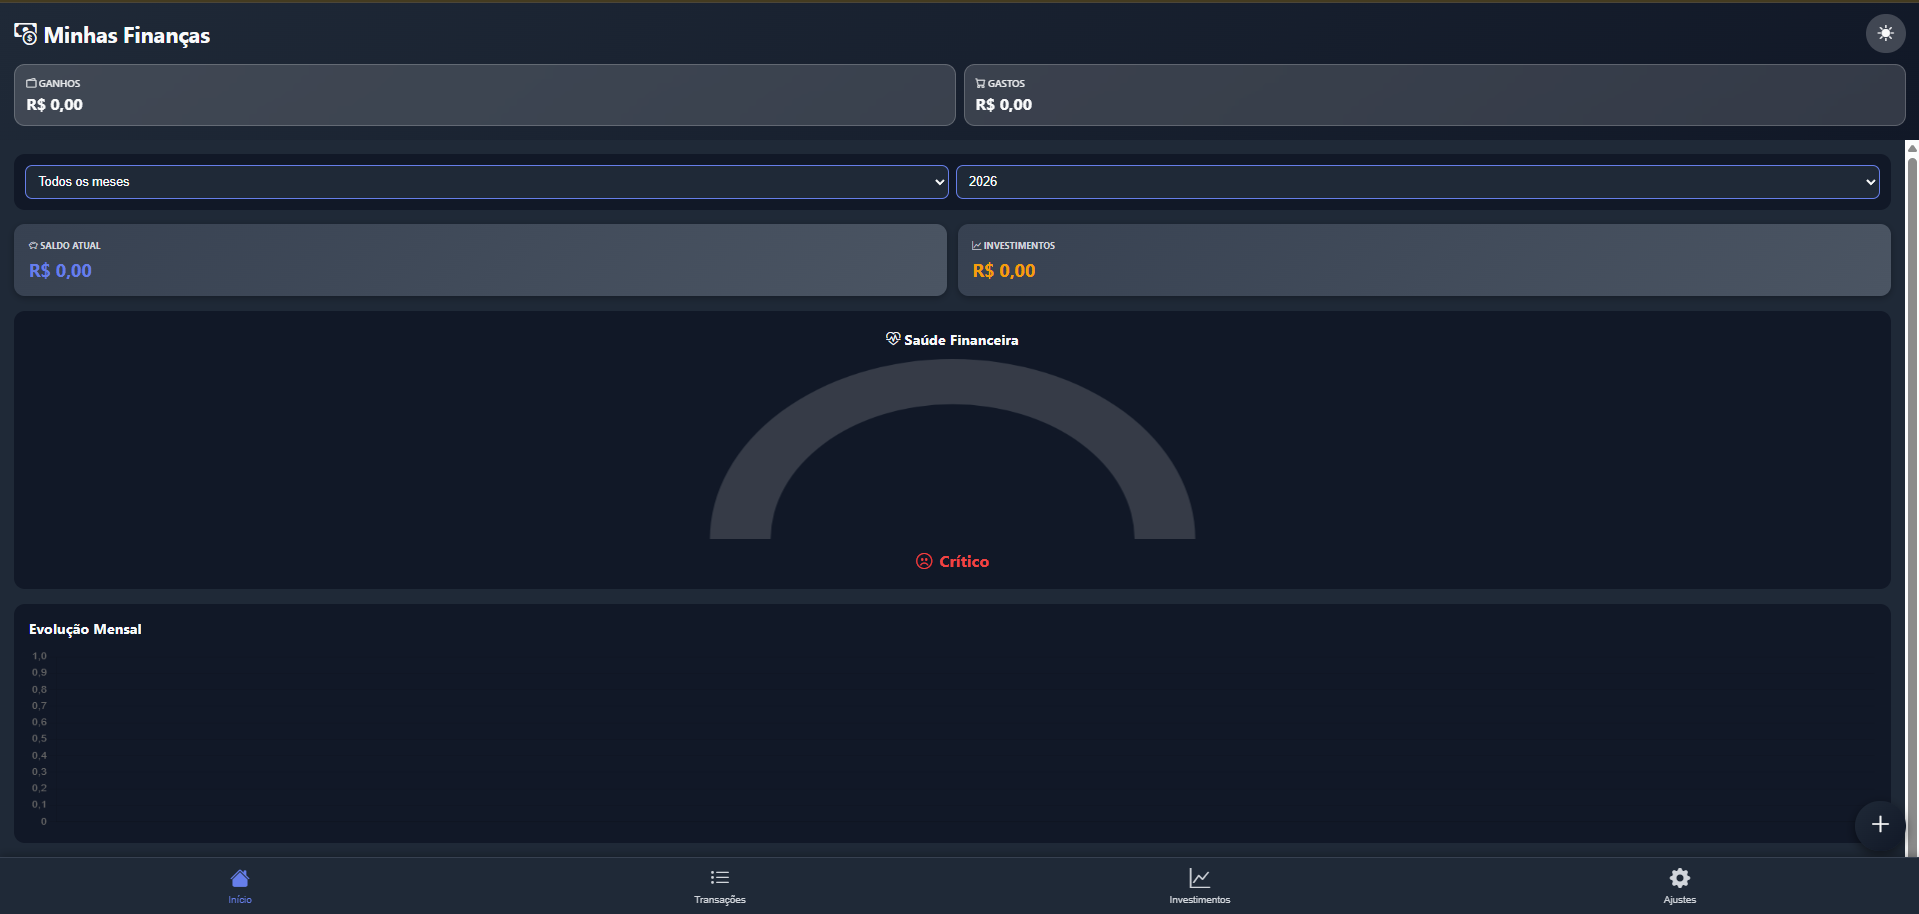 Minhas Finanças
GANHOS
R$ 0,00
GASTOS
R$ 0,00
Todos os meses
2026
SALDO ATUAL
R$ 0,00
INVESTIMENTOS
R$ 0,00
Saúde Financeira
Crítico
Evolução Mensal
1,0
0,9
0,8
0,7
0,6
0,5
0,4
0,3
0,2
0,1
0
+
Início
Transações
Investimentos
Ajustes